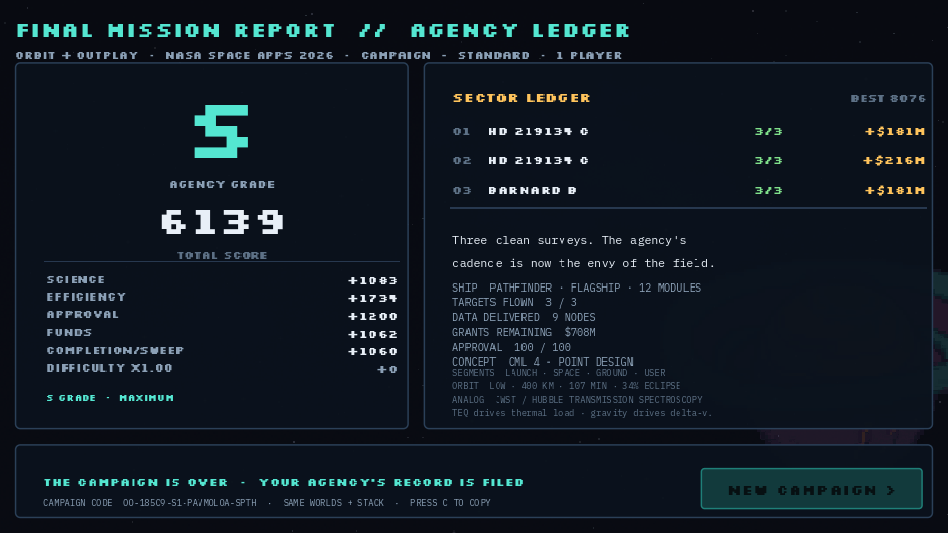 FINAL MISSION REPORT // AGENCY LEDGER
ORBIT + OUTPLAY · NASA SPACE APPS 2026 · CAMPAIGN · STANDARD · 1 PLAYER
S
AGENCY GRADE
6139
TOTAL SCORE
SCIENCE +1083
EFFICIENCY +1734
APPROVAL +1200
FUNDS +1062
COMPLETION/SWEEP +1060
DIFFICULTY X1.00 +0
S GRADE · MAXIMUM
SECTOR LEDGER BEST 8076
01 HD 219134 G 3/3 +$181M
02 HD 219134 G 3/3 +$216M
03 BARNARD B 3/3 +$181M
Three clean surveys. The agency's
cadence is now the envy of the field.
SHIP PATHFINDER · FLAGSHIP · 12 MODULES
TARGETS FLOWN 3 / 3
DATA DELIVERED 9 NODES
GRANTS REMAINING $708M
APPROVAL 100 / 100
CONCEPT CML 4 - POINT DESIGN
SEGMENTS LAUNCH · SPACE · GROUND · USER
ORBIT LOW · 400 KM · 107 MIN · 34% ECLIPSE
ANALOG JWST / HUBBLE TRANSMISSION SPECTROSCOPY
TEQ drives thermal load · gravity drives delta-v.
THE CAMPAIGN IS OVER - YOUR AGENCY'S RECORD IS FILED
CAMPAIGN CODE OO-185O9-S1-PAVMOLOA-SPTH · SAME WORLDS + STACK · PRESS C TO COPY
NEW CAMPAIGN >